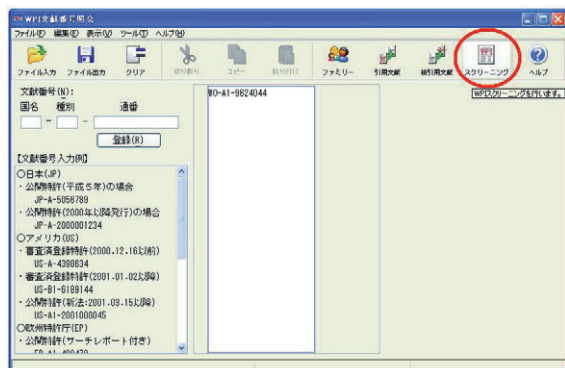 WPI文献番号照会
ファイル(F) 編集(E) 表示(V) ツール(T) ヘルプ(H)
ファイル入力 ファイル出力 クリア 切り取り コピー 貼り付け ファミリー 引用文献 被引用文献 スクリーニング ヘルプ
WPIスクリーニングを行います。
文献番号(N):
国名 種別 通番
- -
登録(R)
WO-A1-9624044
【文献番号入力例】
○日本(JP)
・公開特許(平成5年)の場合
JP-A-5056789
・公開特許(2000年以降発行)の場合
JP-A-2000001234
○アメリカ(US)
・審査済登録特許(2000.12.16以前)
US-A-4398634
・審査済登録特許(2001.01.02以降)
US-B1-6189144
・公開特許(新法:2001.03.15以降)
US-A1-2001000045
○欧州特許庁(EP)
・公開特許(サーチレポート付き)